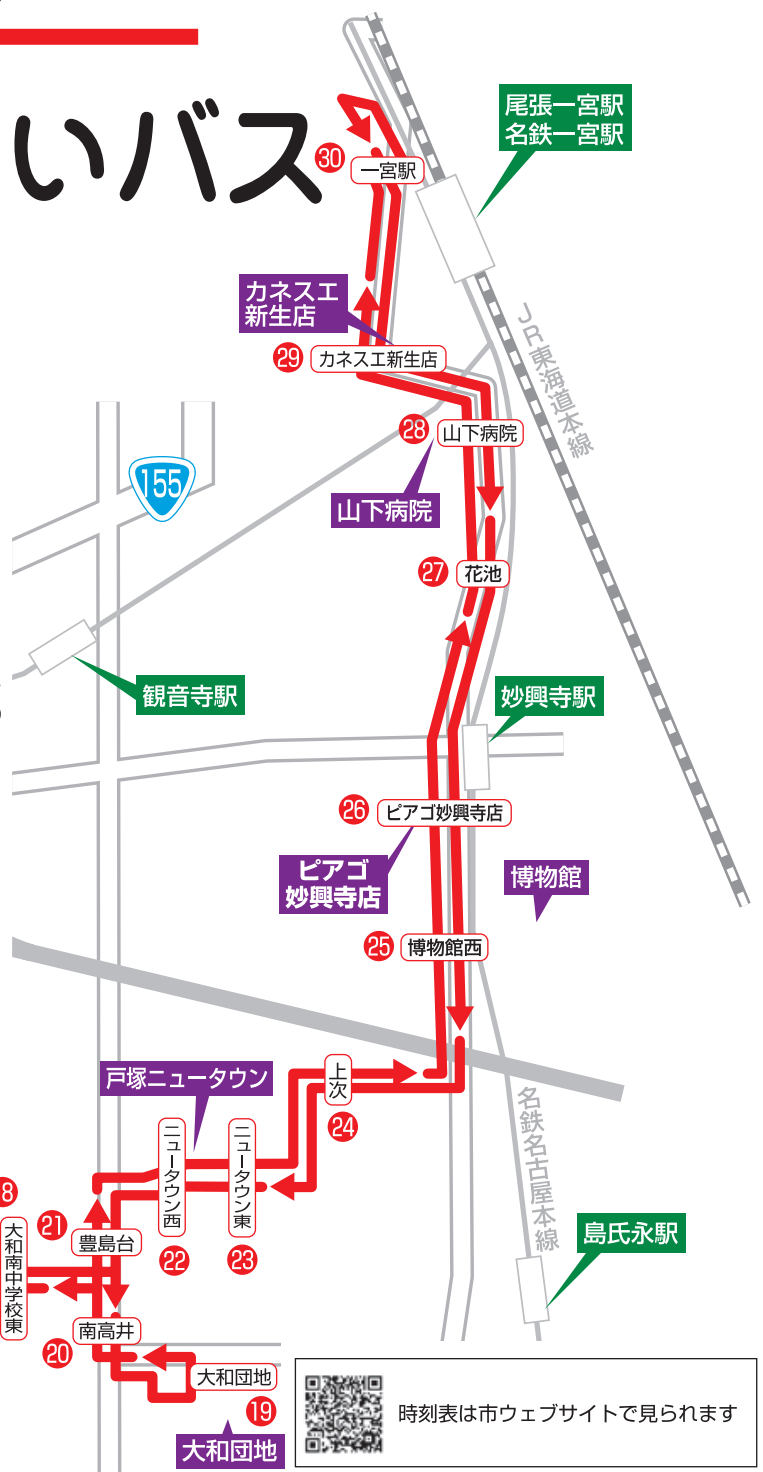 いバス
尾張一宮駅
名鉄一宮駅
30
一宮駅
カネスエ
新生店
29
カネスエ新生店
JR東海道本線
28
山下病院
155
山下病院
27
花池
観音寺駅
妙興寺駅
26
ピアゴ妙興寺店
ピアゴ
妙興寺店
博物館
25
博物館西
戸塚ニュータウン
上次
24
名鉄名古屋本線
ニュータウン西
ニュータウン東
22
23
8
大和南中学校東
21
豊島台
島氏永駅
南高井
20
大和団地
19
大和団地
時刻表は市ウェブサイトで見られます